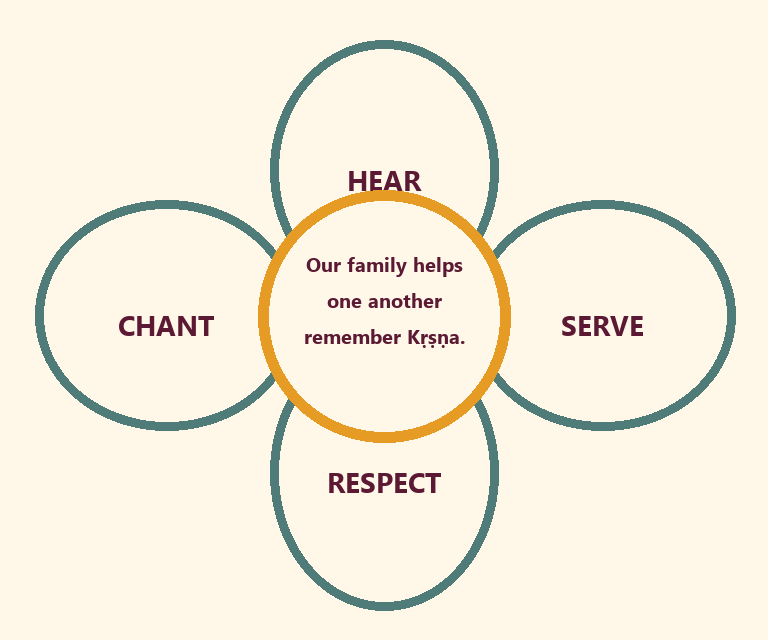 HEAR
Our family helps
one another
remember Kṛṣṇa.
CHANT
SERVE
RESPECT